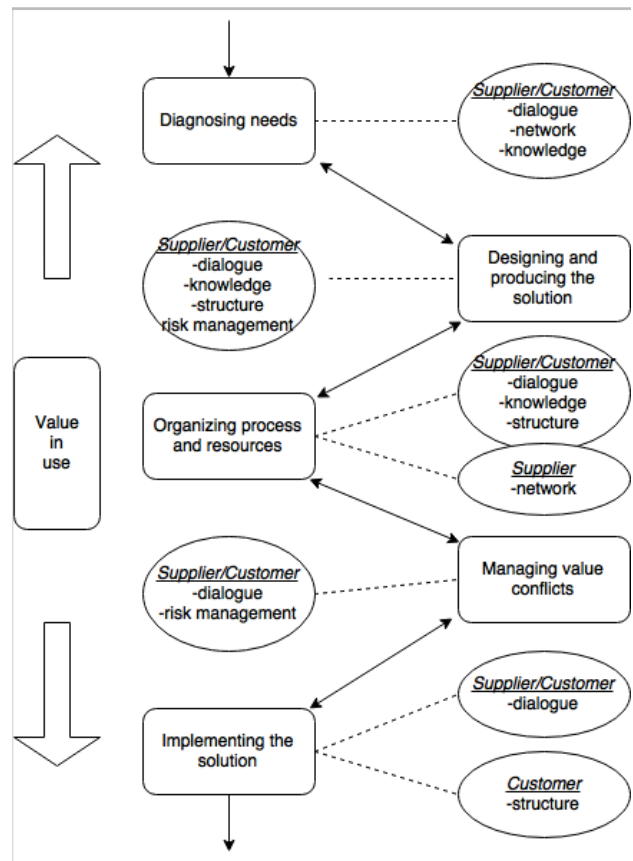 Diagnosing needs
Supplier/Customer
-dialogue
-network
-knowledge
Supplier/Customer
-dialogue
-knowledge
-structure
risk management
Designing and
producing the
solution
Value
in
use
Organizing process
and resources
Supplier/Customer
-dialogue
-knowledge
-structure
Supplier
-network
Supplier/Customer
-dialogue
-risk management
Managing value
conflicts
Implementing the
solution
Supplier/Customer
-dialogue
Customer
-structure